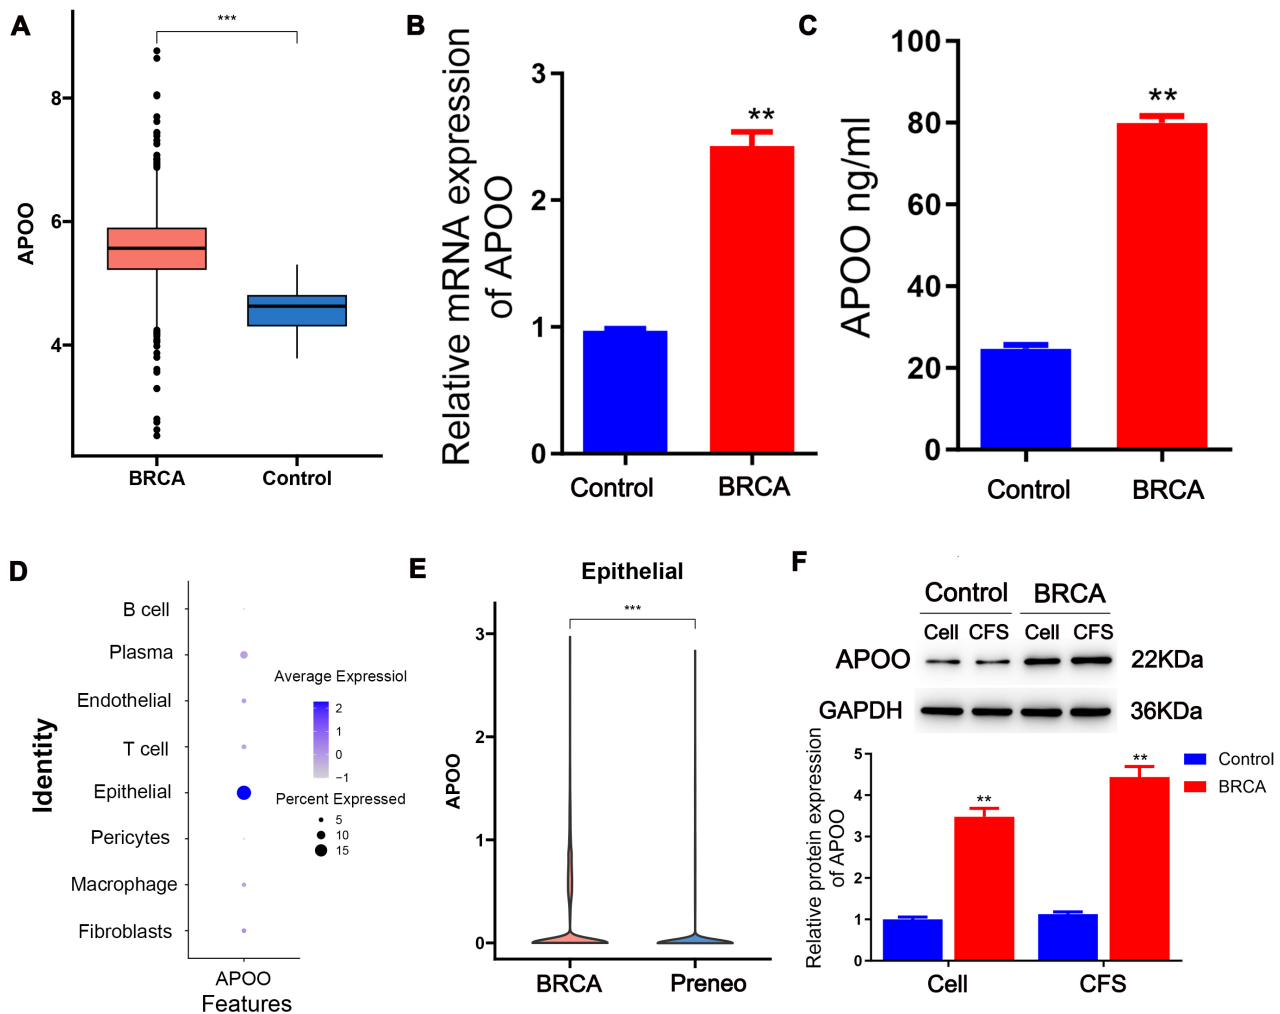 A
***
8
6
4
APOO
BRCA
Control
B
Relative mRNA expression
of APOO
3
2
1
0
**
Control
BRCA
C
APOO ng/ml
100
80
60
40
20
0
**
Control
BRCA
D
Identity
B cell
Plasma
Endothelial
T cell
Epithelial
Pericytes
Macrophage
Fibroblasts
APOO
Features
Average Expressiol
2
1
0
−1
Percent Expressed
5
10
15
E
Epithelial
***
APOO
3
2
1
0
BRCA
Preneo
F
Control BRCA
Cell CFS Cell CFS
APOO 22KDa
GAPDH 36KDa
Relative protein expression
of APOO
5
4
3
2
1
0
**
**
Cell
CFS
Control
BRCA